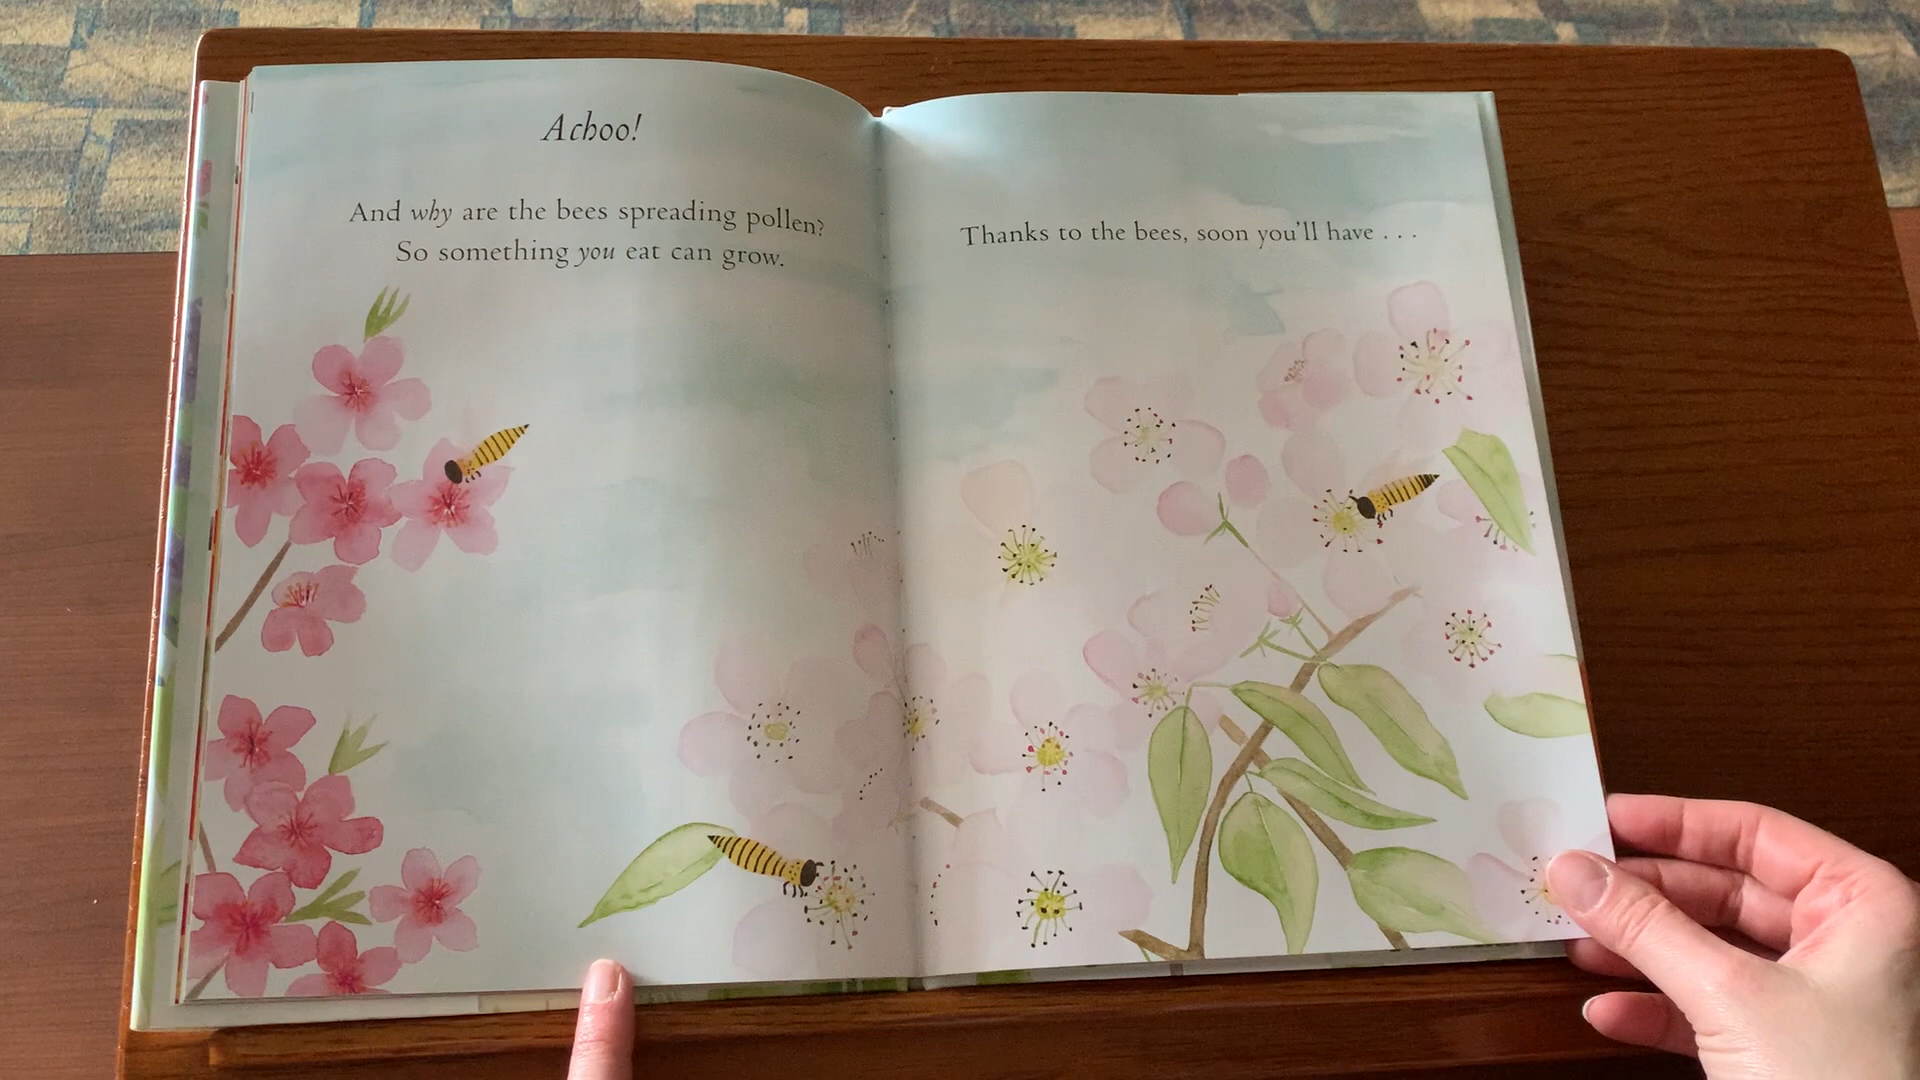 Achoo!
And why are the bees spreading pollen?
So something you eat can grow.
Thanks to the bees, soon you'll have . . .